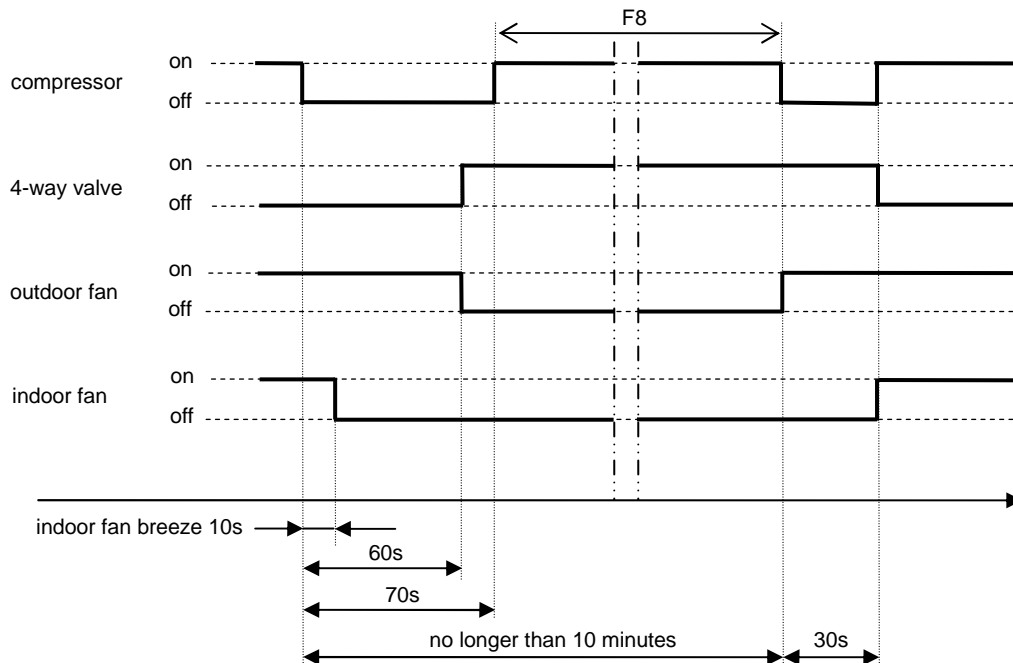 F8
compressor
on
off
4-way valve
on
off
outdoor fan
on
off
indoor fan
on
off
indoor fan breeze 10s
60s
70s
no longer than 10 minutes
30s